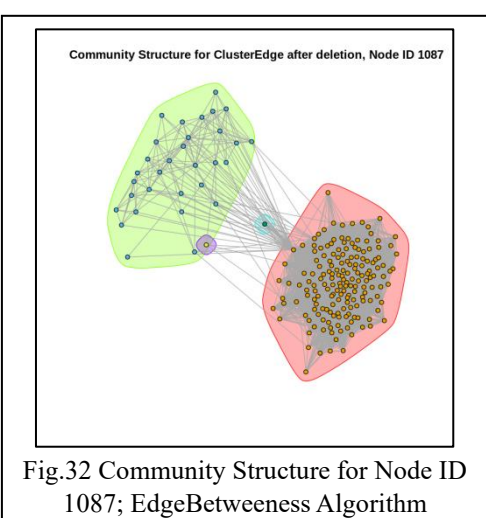 Community Structure for ClusterEdge after deletion, Node ID 1087
Fig.32 Community Structure for Node ID
1087; EdgeBetweeness Algorithm